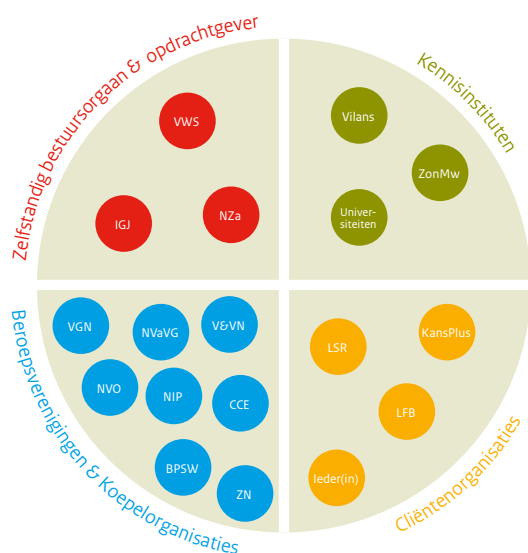 Zelfstandig bestuursorgaan & opdrachtgever
VWS
IGJ
NZa
Kennisinstituten
Vilans
ZonMw
Univer-
siteiten
Beroepsverenigingen & Koepelorganisaties
VGN
NVaVG
V&VN
NVO
NIP
CCE
BPSW
ZN
Cliëntenorganisaties
LSR
KansPlus
LFB
Ieder(in)